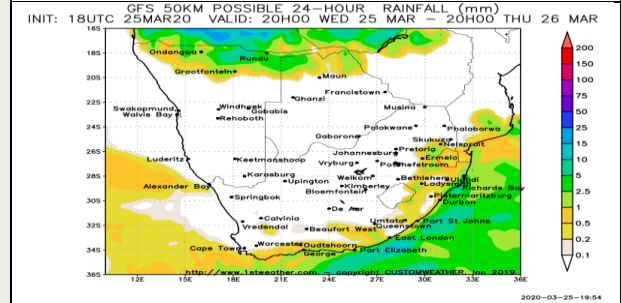 GFS 50KM POSSIBLE 24-HOUR RAINFALL (mm)
INIT: 18UTC 25MAR20 VALID: 20H00 WED 25 MAR – 20H00 THU 26 MAR
16S
Ondangwa
Rundu
Grootfontein
20S
Maun
Francistown
Ghanzi
22S
Musina
Swakopmund
Windhoek
Gobabis
Walvis Bay
Rehoboth
24S
Polokwane
Phalaborwa
Gaborone
Skukuza
26S
Johannesburg
Pretoria
Nelspruit
Luderitz
Keetmanshoop
Vryburg
Potchefstroom
Ermelo
28S
Karasburg
Upington
Welkom
Bethlehem
Ulundi
Alexander Bay
Kimberley
Ladysmith
Richards Bay
Bloemfontein
30S
Springbok
Pietermaritzburg
Durban
De Aar
Calvinia
Umtata
Port St Johns
32S
Vredendal
Beaufort West
Queenstown
East London
34S
Cape Town
Worcester
Oudtshoorn
George
Port Elizabeth
36S
http://www.1stweather.com – copyright CUSTOMWEATHER, Inc 2019
12E 15E 18E 21E 24E 27E 30E 33E 36E
200
150
100
75
50
25
15
10
5
2.5
1
0.5
0.2
0.1
2020-03-25-19:54